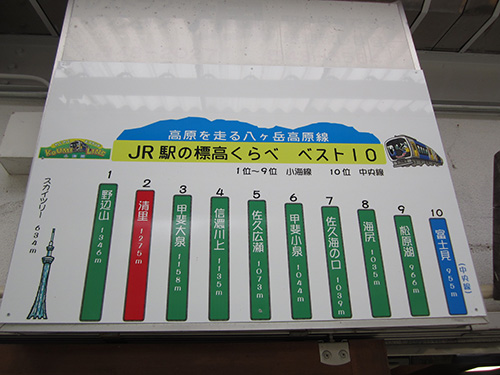 高原を走る八ヶ岳高原線
JR駅の標高くらべ ベスト10
1位〜9位 小海線 10位 中央線
KOUMI LINE
スカイツリー 634m
1 野辺山 1346m
2 清里 1275m
3 甲斐大泉 1158m
4 信濃川上 1135m
5 佐久広瀬 1073m
6 甲斐小泉 1044m
7 佐久海の口 1039m
8 海尻 1035m
9 松原湖 966m
10 富士見 955m
(中央線)